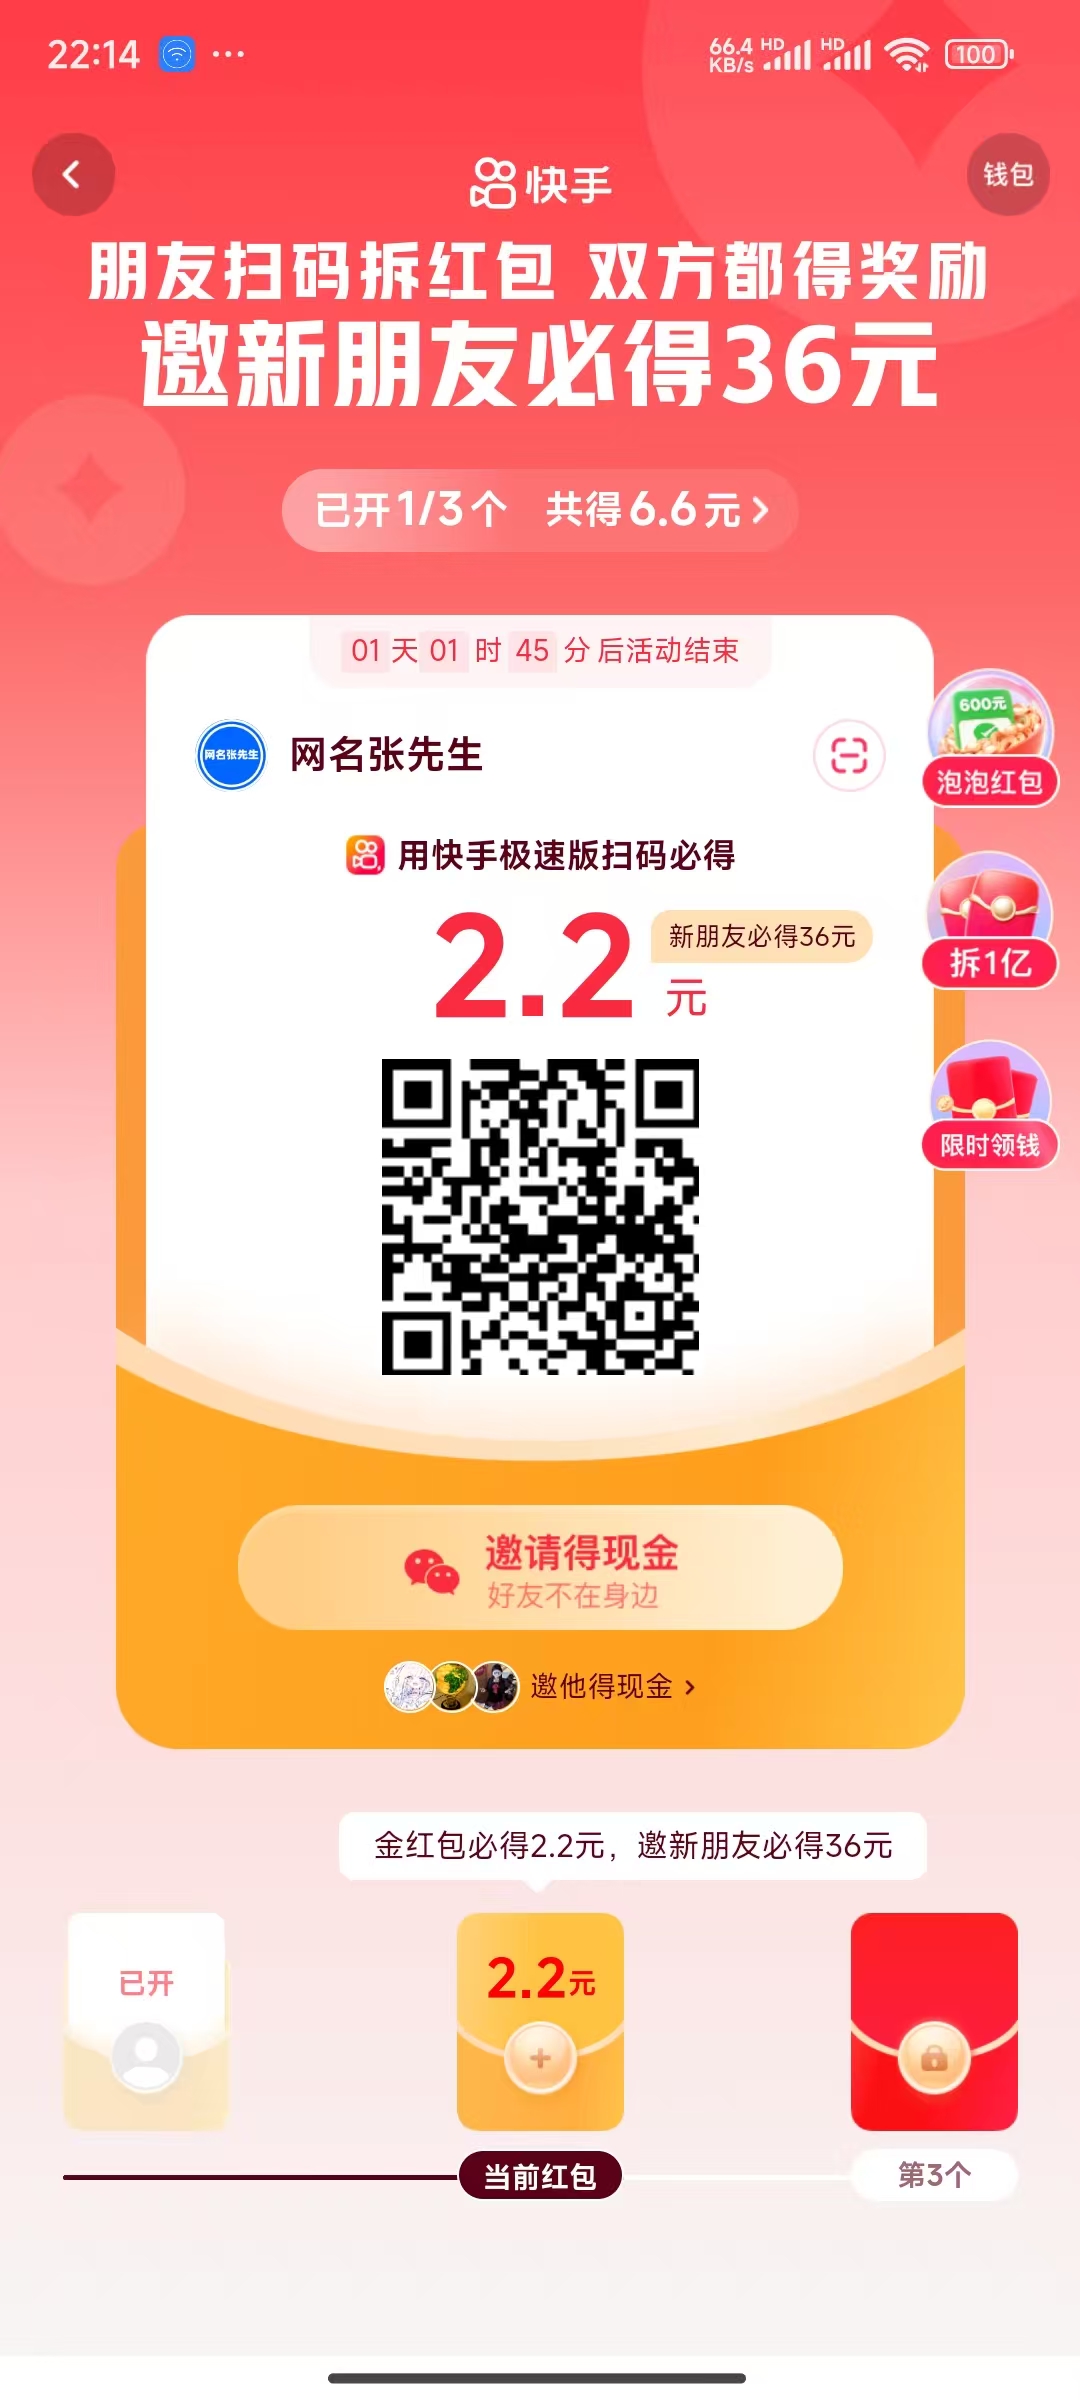 22:14 ...
66.4 KB/s HD HD 100
快手
钱包
朋友扫码拆红包 双方都得奖励
邀新朋友必得36元
已开1/3个 共得6.6元
01天01时45分后活动结束
网名张先生
网名张先生
600元
泡泡红包
用快手极速版扫码必得
2.2元
新朋友必得36元
拆1亿
限时领钱
邀请得现金
好友不在身边
邀他得现金
金红包必得2.2元，邀新朋友必得36元
已开
2.2元
当前红包
第3个